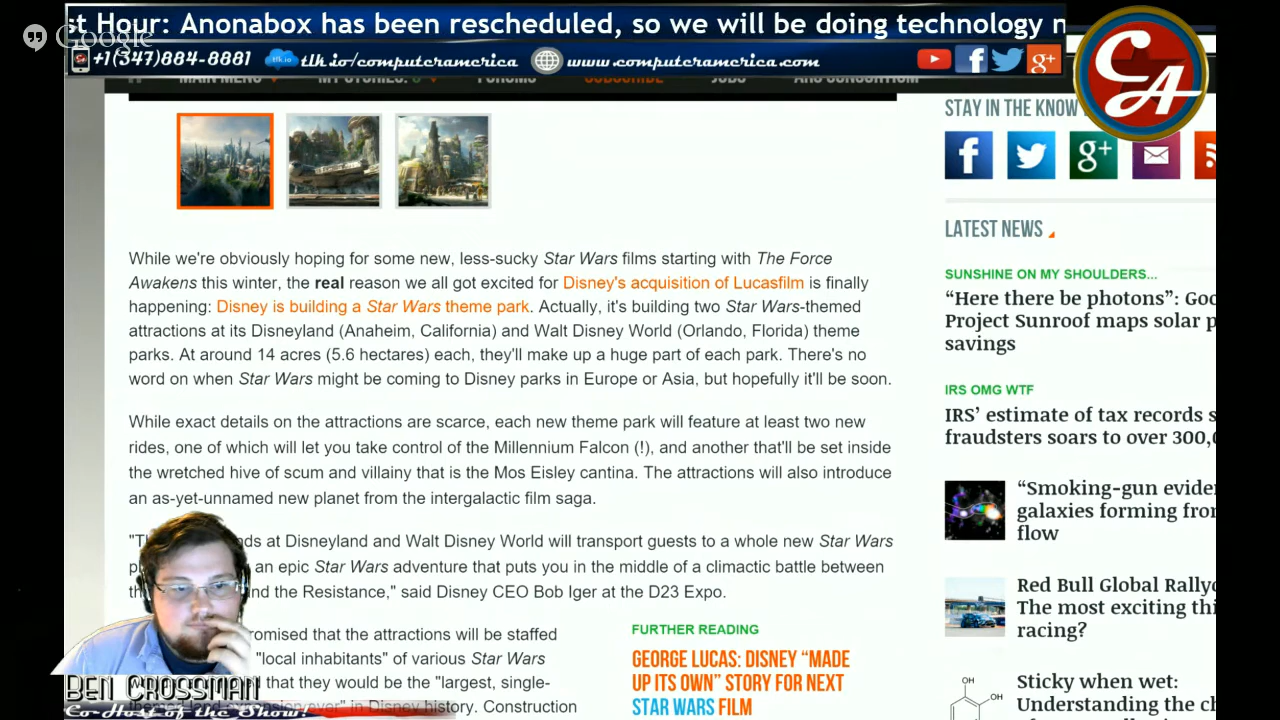 st Hour: Anonabox has been rescheduled, so we will be doing technology n
Google
+1(347)884-8881 tlk.io/computeramerica www.computeramerica.com
CA
STAY IN THE KNOW
While we're obviously hoping for some new, less-sucky Star Wars films starting with The Force
Awakens this winter, the real reason we all got excited for Disney's acquisition of Lucasfilm is finally
happening: Disney is building a Star Wars theme park. Actually, it's building two Star Wars-themed
attractions at its Disneyland (Anaheim, California) and Walt Disney World (Orlando, Florida) theme
parks. At around 14 acres (5.6 hectares) each, they'll make up a huge part of each park. There's no
word on when Star Wars might be coming to Disney parks in Europe or Asia, but hopefully it'll be soon.
While exact details on the attractions are scarce, each new theme park will feature at least two new
rides, one of which will let you take control of the Millennium Falcon (!), and another that'll be set inside
the wretched hive of scum and villainy that is the Mos Eisley cantina. The attractions will also introduce
an as-yet-unnamed new planet from the intergalactic film saga.
nds at Disneyland and Walt Disney World will transport guests to a whole new Star Wars
an epic Star Wars adventure that puts you in the middle of a climactic battle between
nd the Resistance," said Disney CEO Bob Iger at the D23 Expo.
omised that the attractions will be staffed
"local inhabitants" of various Star Wars
d that they would be the "largest, single-
in Disney history. Construction
BEN CROSSMAN
Co-Host of the Show!
FURTHER READING
GEORGE LUCAS: DISNEY “MADE
UP ITS OWN” STORY FOR NEXT
STAR WARS FILM
LATEST NEWS
SUNSHINE ON MY SHOULDERS...
“Here there be photons”: Goo
Project Sunroof maps solar p
savings
IRS OMG WTF
IRS’ estimate of tax records s
fraudsters soars to over 300,0
“Smoking-gun eviden
galaxies forming from
flow
Red Bull Global Rallyc
The most exciting thi
racing?
Sticky when wet:
Understanding the ch
OH
OH